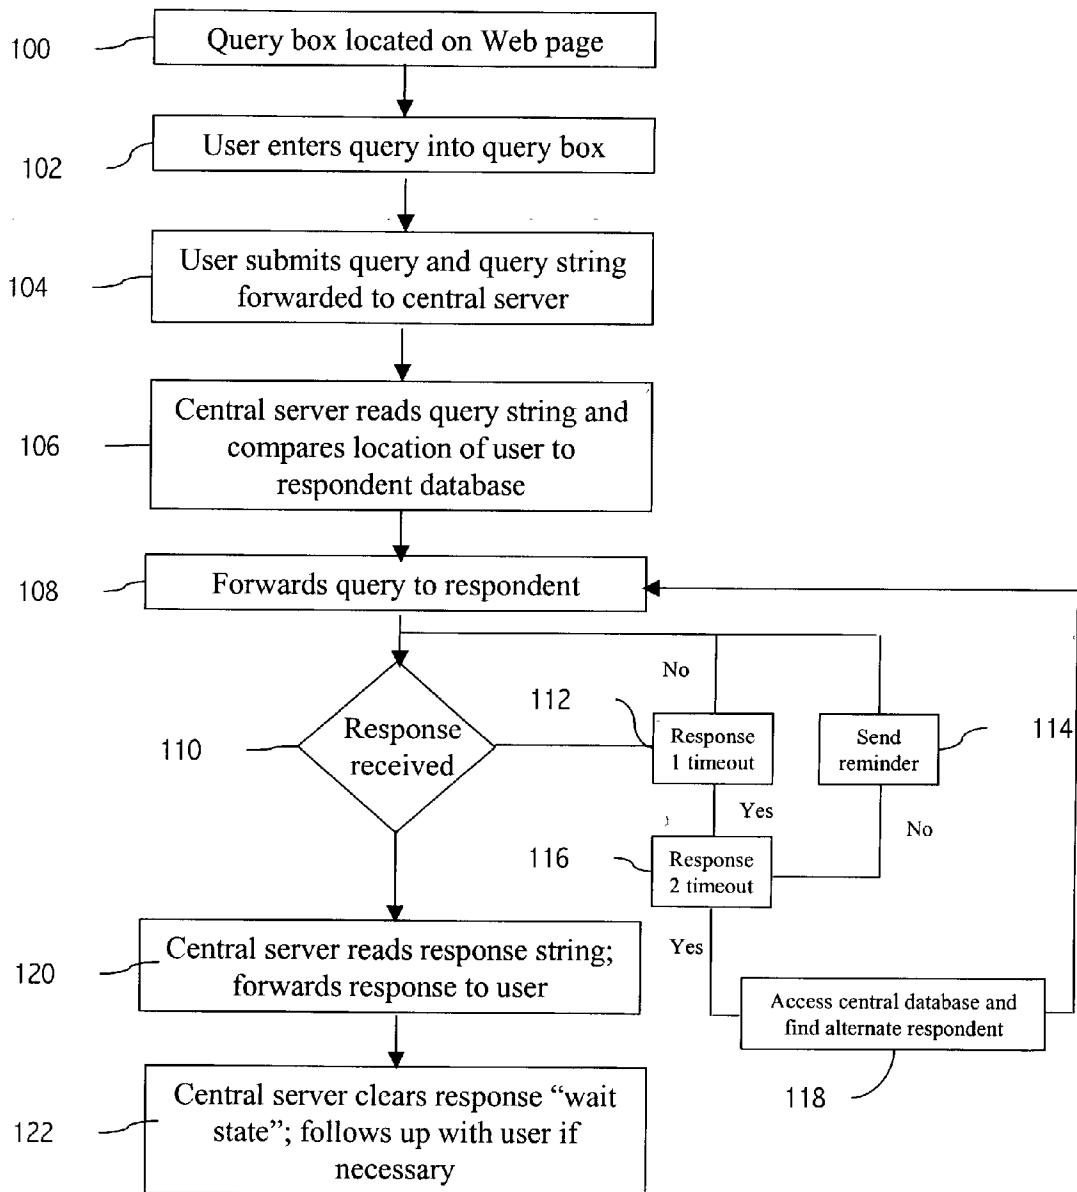 100
Query box located on Web page
102
User enters query into query box
104
User submits query and query string
forwarded to central server
106
Central server reads query string and
compares location of user to
respondent database
108
Forwards query to respondent
No
112
110
Response
received
Response
1 timeout
Send
reminder
114
Yes
No
116
Response
2 timeout
Yes
120
Central server reads response string;
forwards response to user
Access central database and
find alternate respondent
118
122
Central server clears response “wait
state”; follows up with user if
necessary